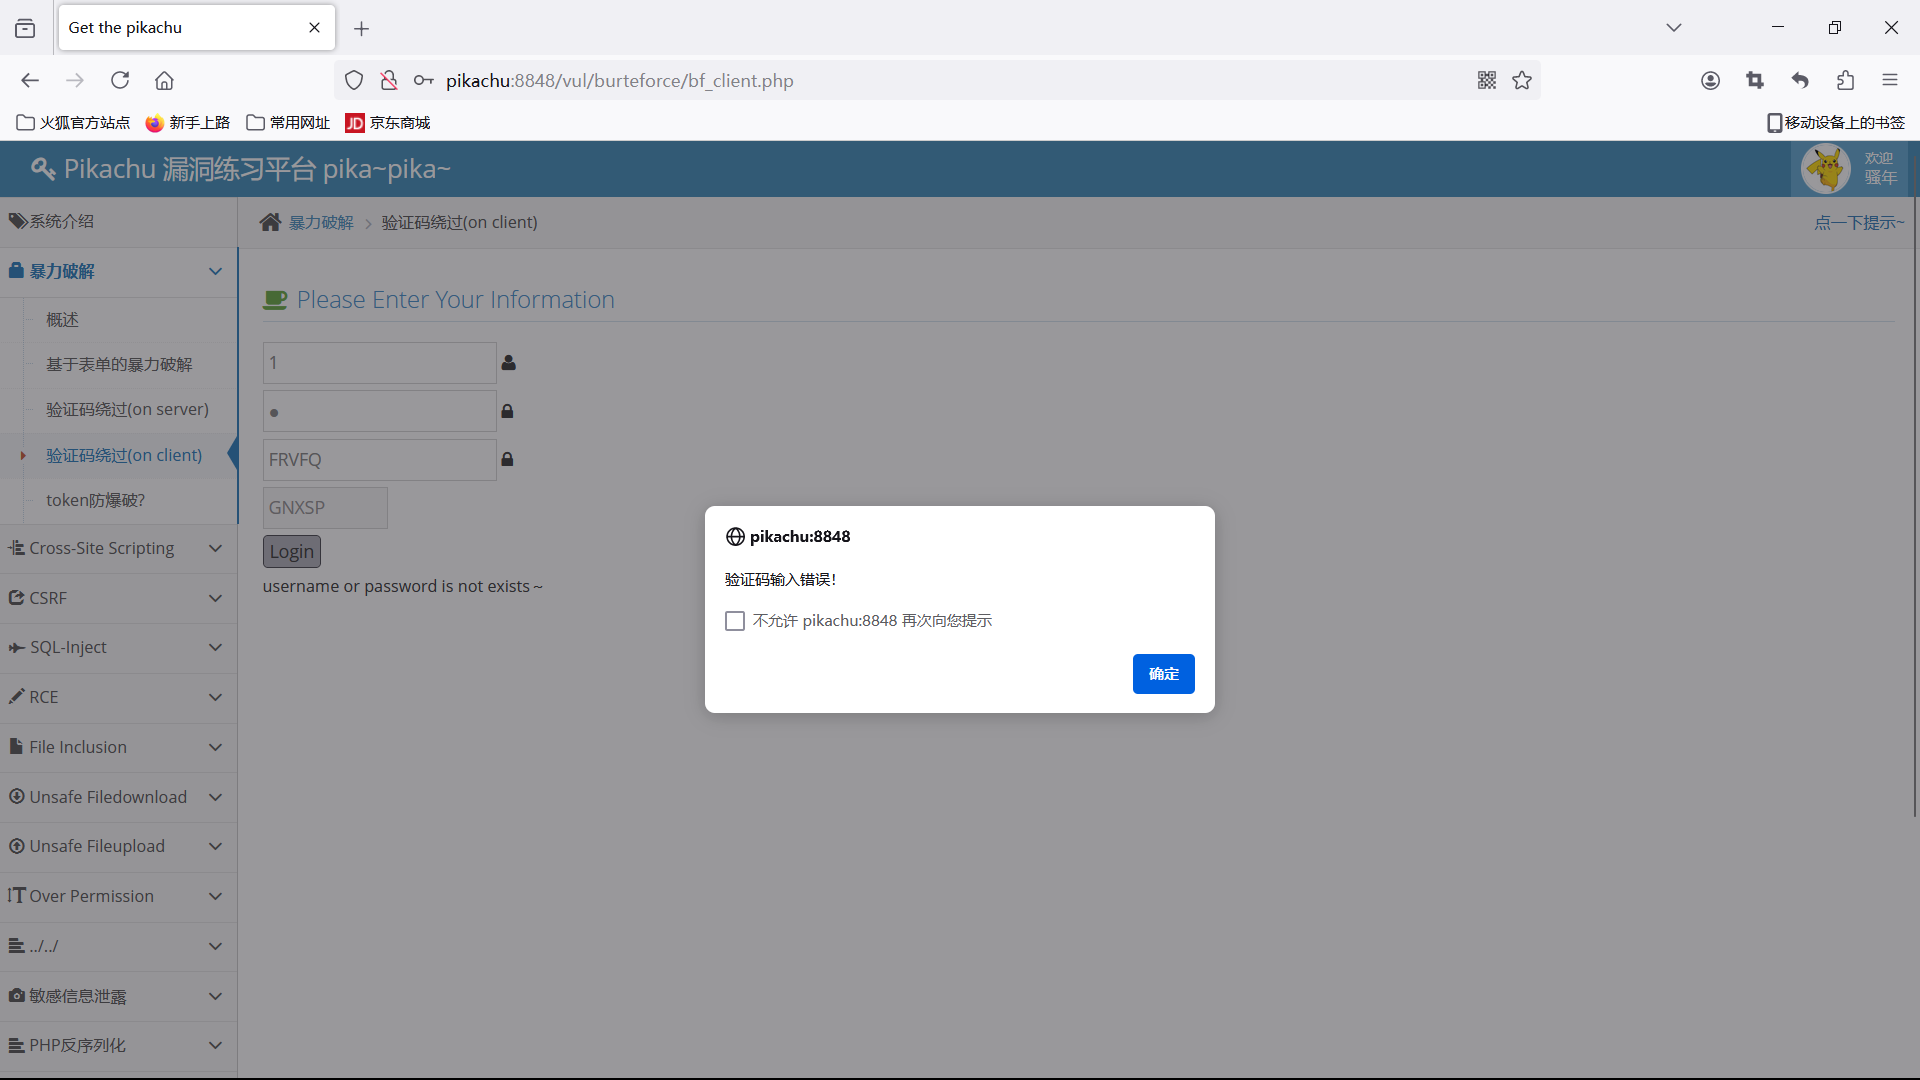 Get the pikachu
pikachu:8848/vul/burteforce/bf_client.php
火狐官方站点
新手上路
常用网址
JD 京东商城
移动设备上的书签
Pikachu 漏洞练习平台 pika~pika~
欢迎
骚年
系统介绍
暴力破解
概述
基于表单的暴力破解
验证码绕过(on server)
验证码绕过(on client)
token防爆破?
Cross-Site Scripting
CSRF
SQL-Inject
RCE
File Inclusion
Unsafe Filedownload
Unsafe Fileupload
Over Permission
../../
敏感信息泄露
PHP反序列化
暴力破解 > 验证码绕过(on client)
点一下提示~
Please Enter Your Information
1
●
FRVFQ
GNXSP
Login
username or password is not exists～
pikachu:8848
验证码输入错误！
不允许 pikachu:8848 再次向您提示
确定